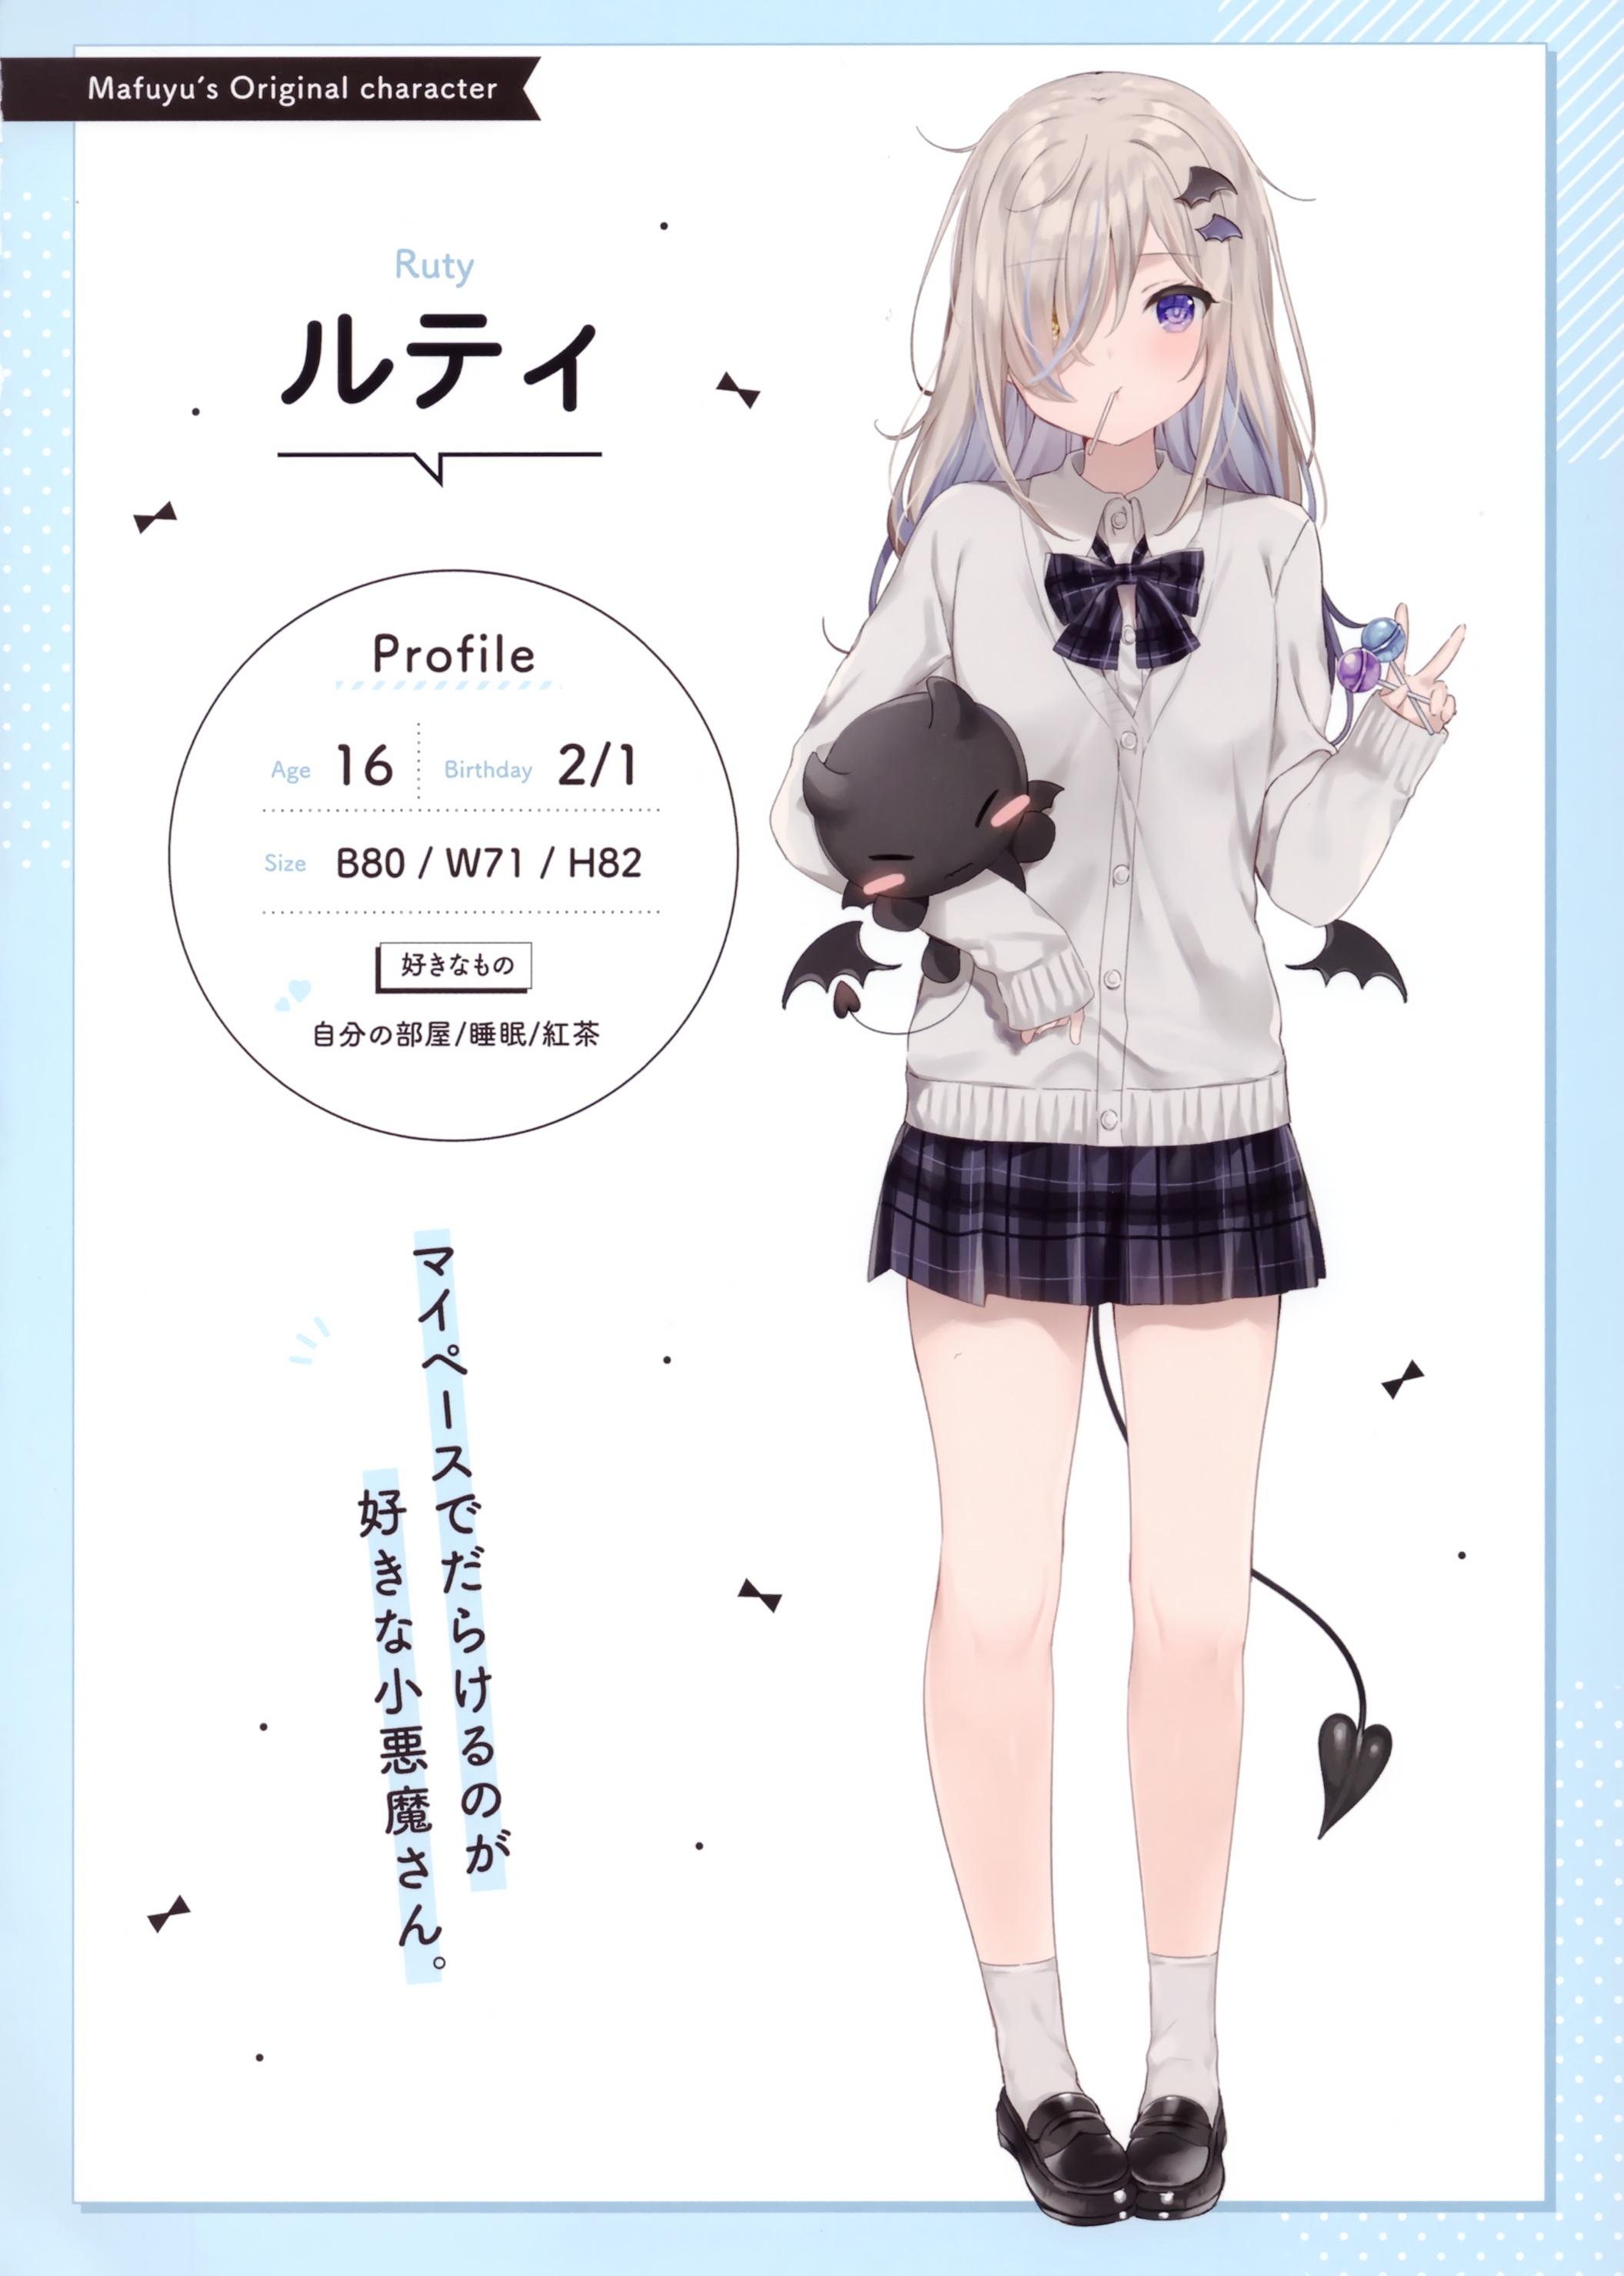 Mafuyu's Original character
Ruty
ルティ
Profile
Age 16 Birthday 2/1
Size B80 / W71 / H82
好きなもの
自分の部屋/睡眠/紅茶
マイペースでだらけるのが
好きな小悪魔さん。